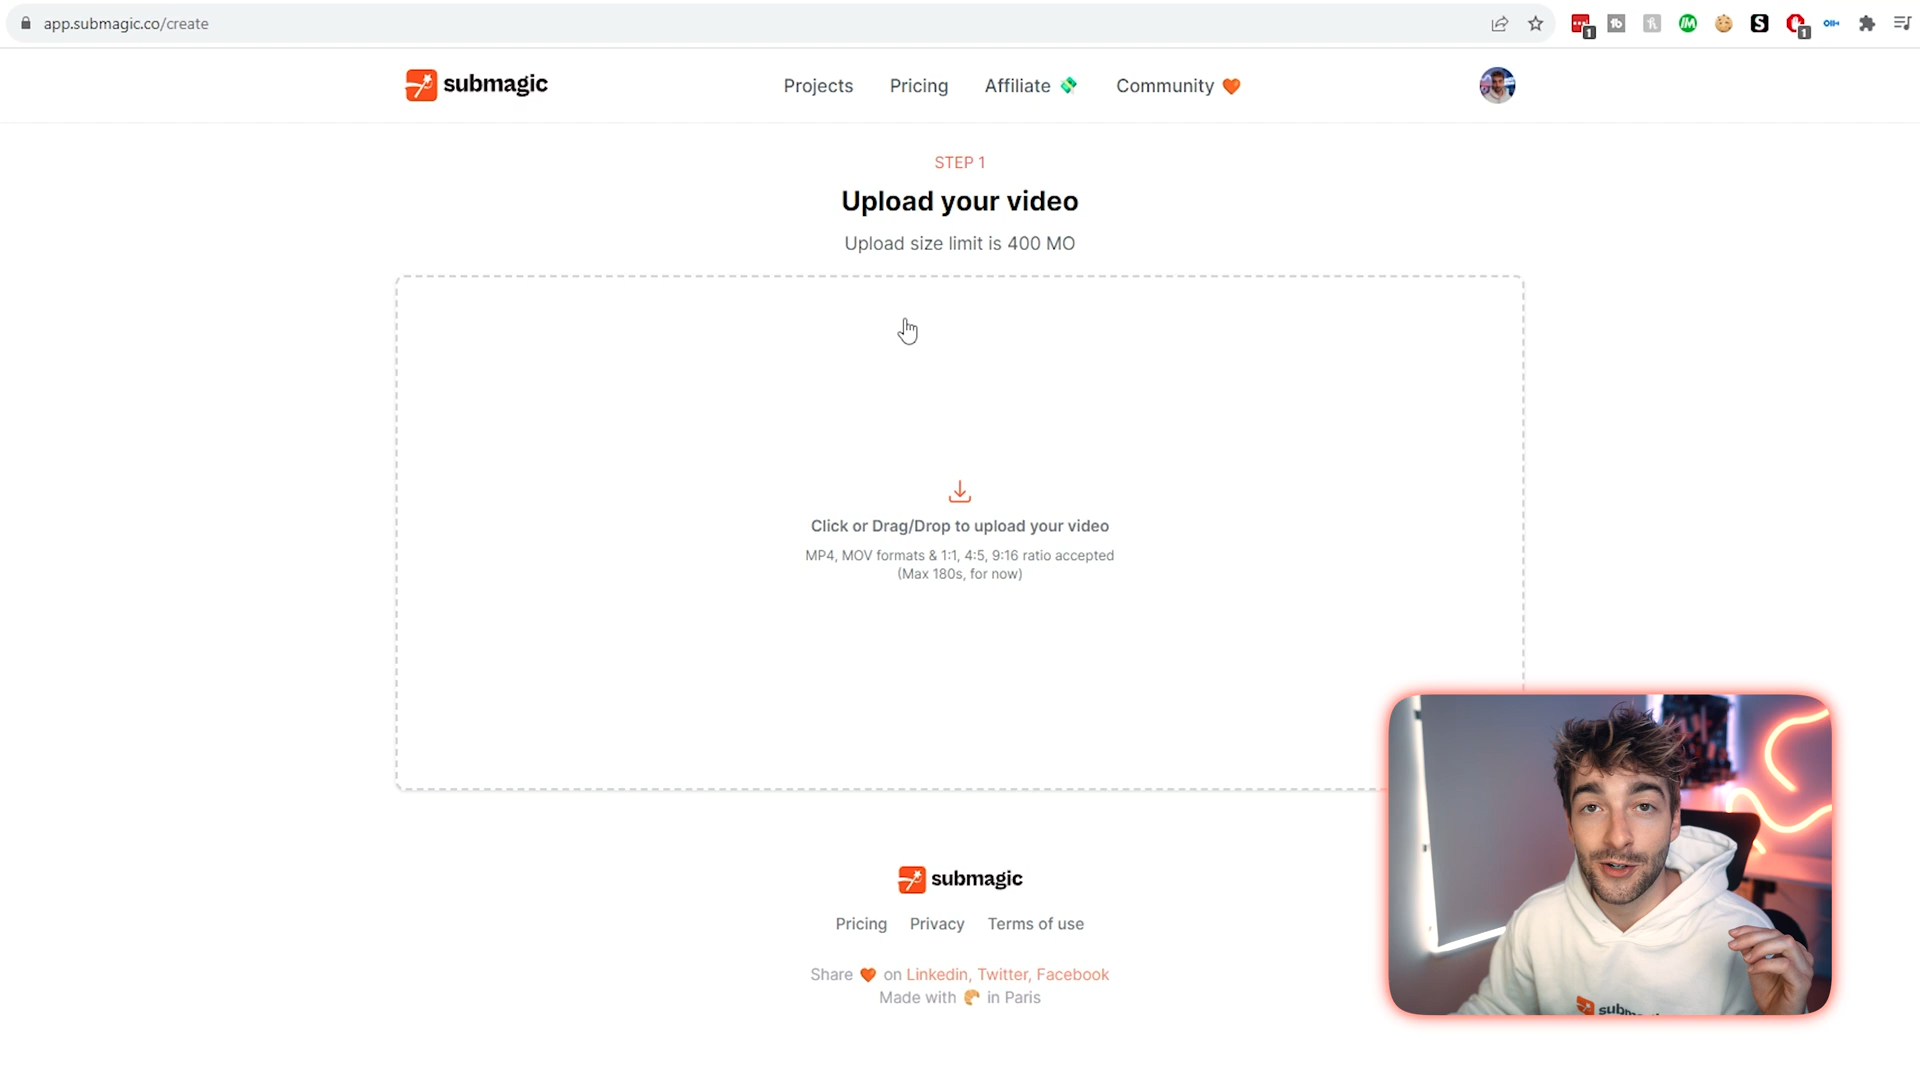 app.submagic.co/create
1
1
submagic
Projects
Pricing
Affiliate
Community
STEP 1
Upload your video
Upload size limit is 400 MO
Click or Drag/Drop to upload your video
MP4, MOV formats & 1:1, 4:5, 9:16 ratio accepted
(Max 180s, for now)
submagic
Pricing
Privacy
Terms of use
Share 🧡 on Linkedin, Twitter, Facebook
Made with 🥐 in Paris